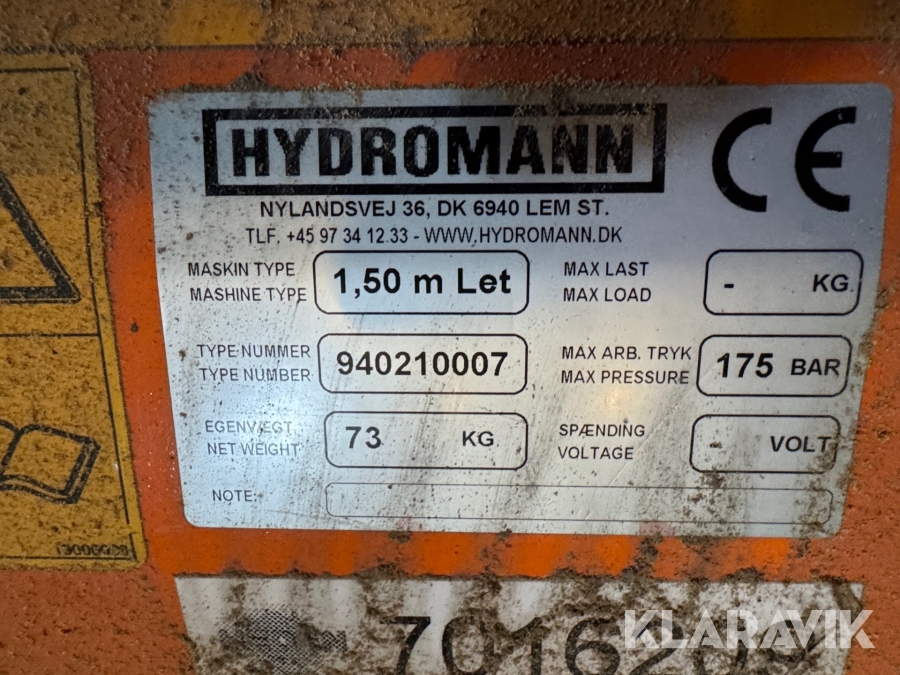 HYDROMANN
CE
NYLANDSVEJ 36, DK 6940 LEM ST.
TLF. +45 97 34 12.33 - WWW.HYDROMANN.DK
MASKIN TYPE
MASHINE TYPE
1,50 m Let
MAX LAST
MAX LOAD
- KG.
TYPE NUMMER
TYPE NUMBER
940210007
MAX ARB. TRYK
MAX PRESSURE
175 BAR
EGENVÆGT
NET WEIGHT
73 KG
SPÆNDING
VOLTAGE
- VOLT
NOTE:
7016209
KLARAVIK